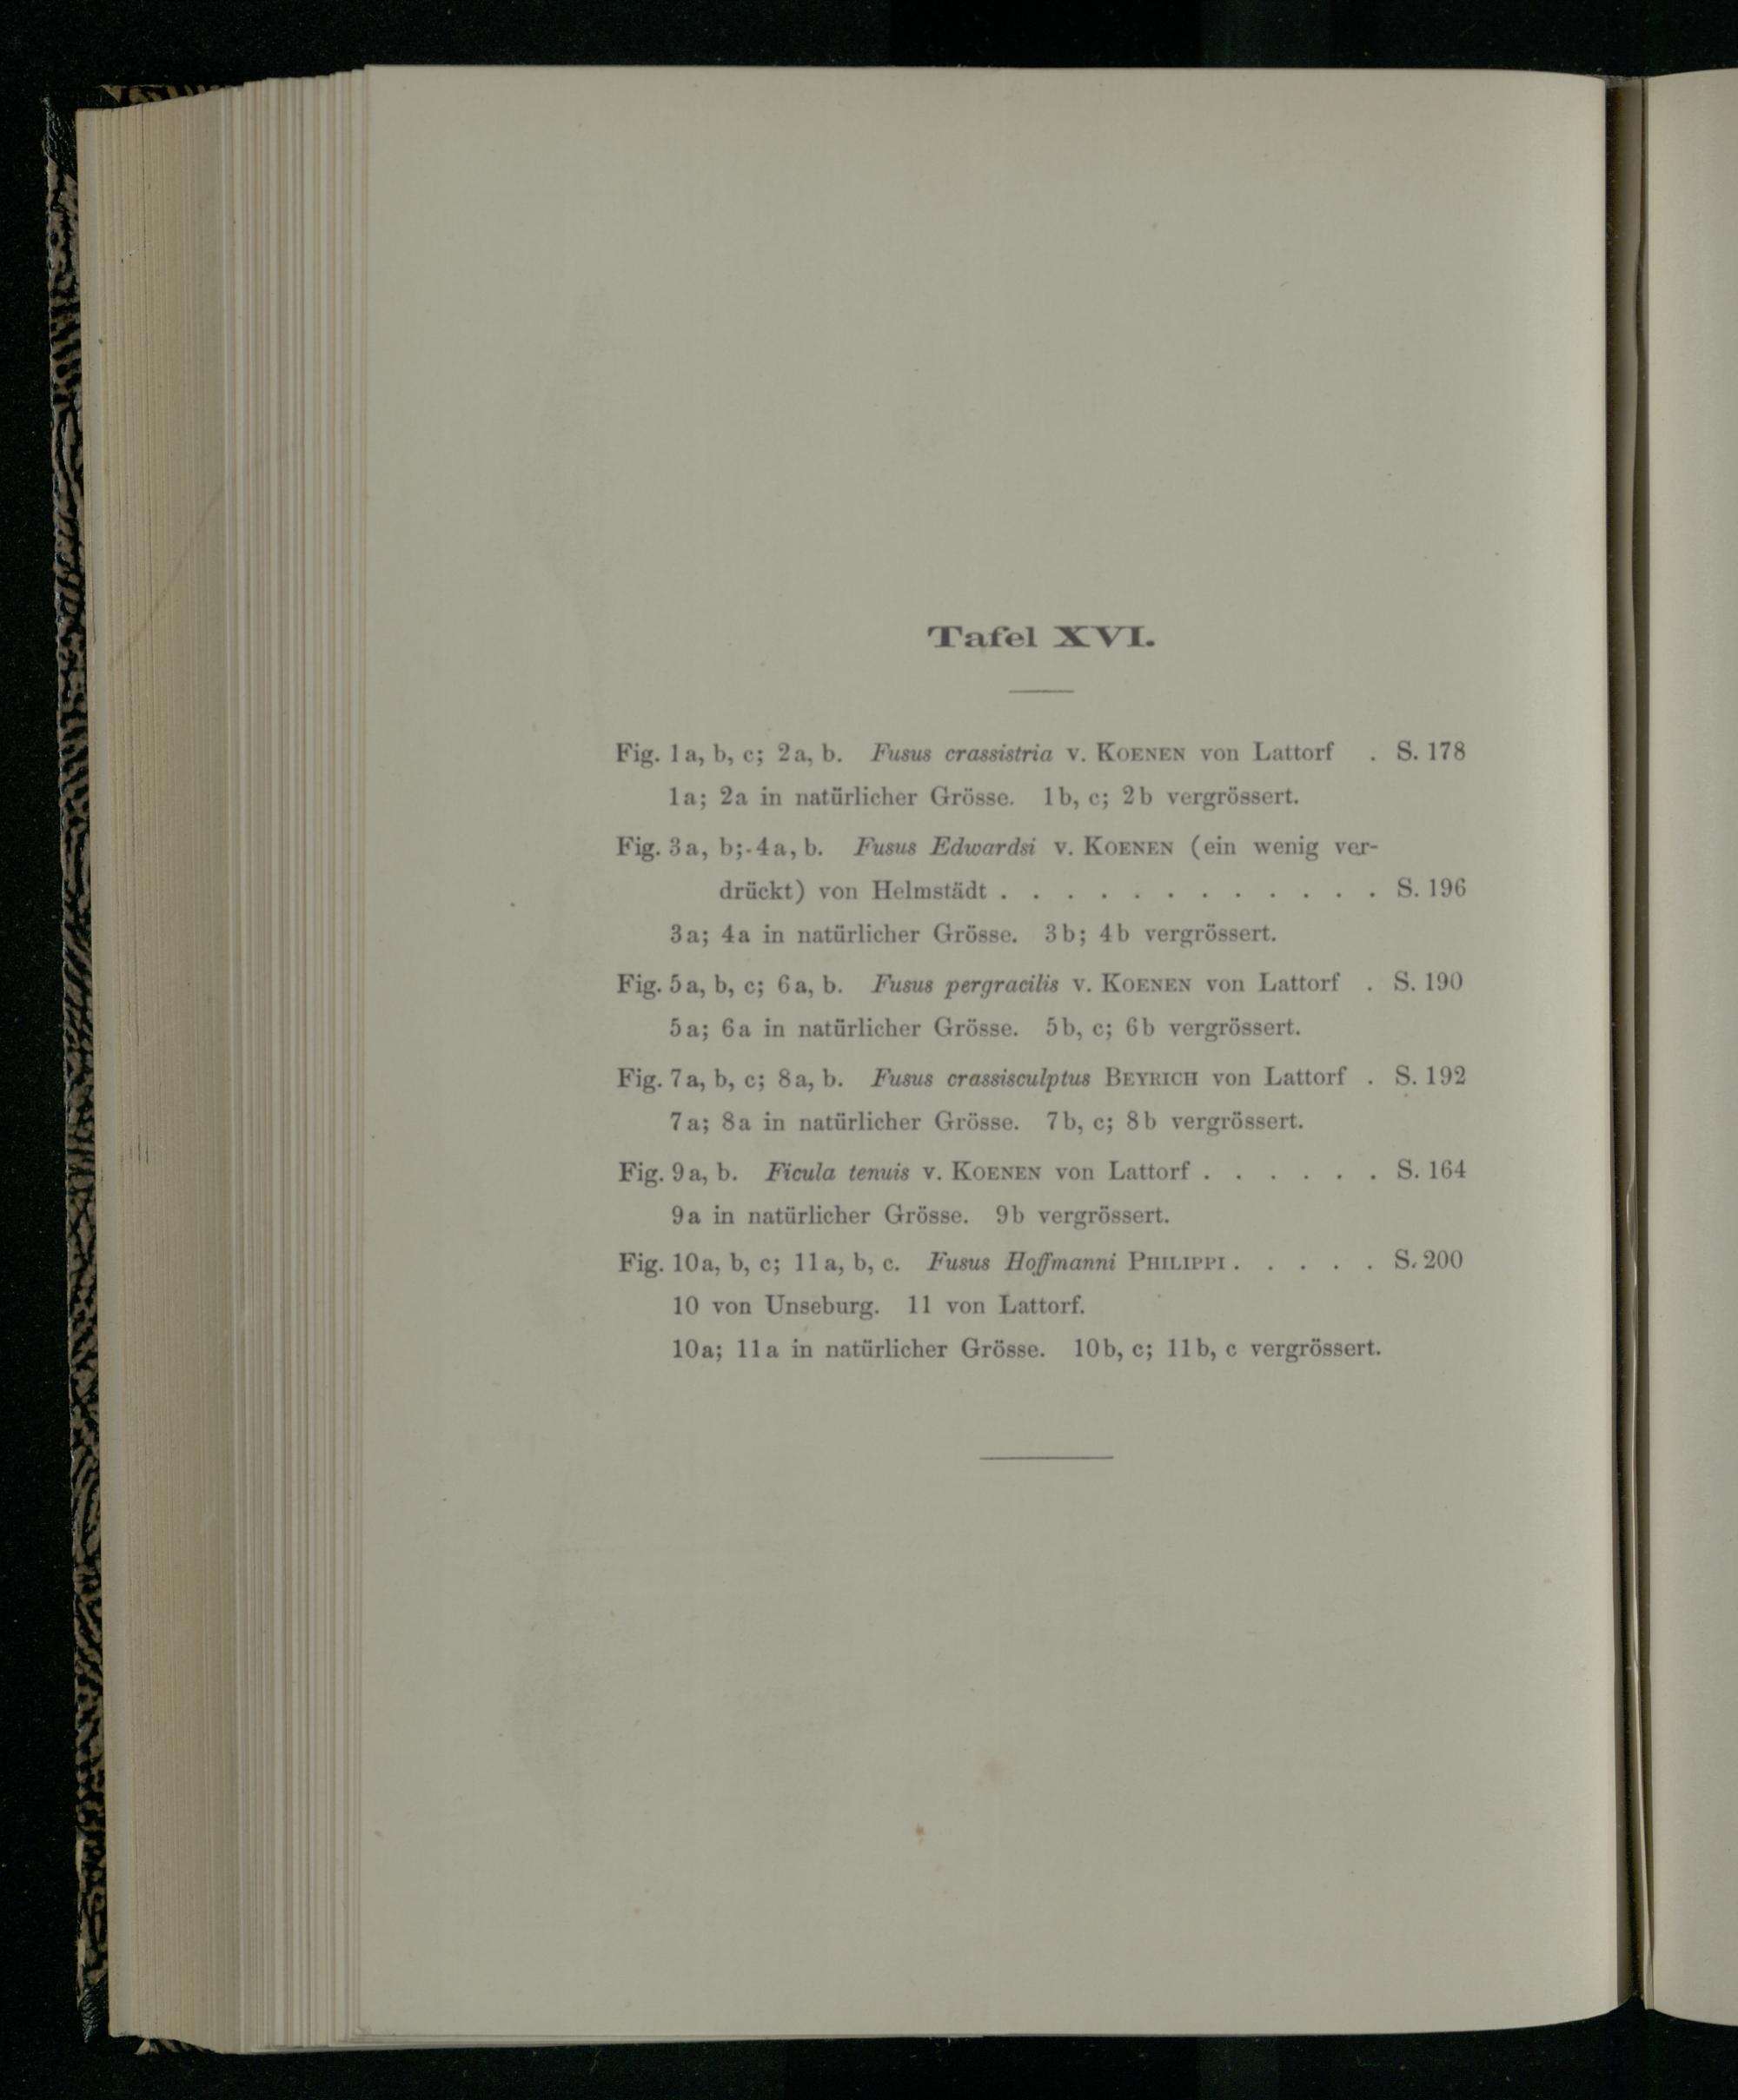 Tafel XVI.
Fig. 1a, b, c; 2a, b. Fusus crassistria v. Koenen von Lattorf . S. 178
1a; 2a in natürlicher Grösse. 1b, c; 2b vergrössert.
Fig. 3a, b; 4a, b. Fusus Edwardsi v. Koenen (ein wenig ver-
drückt) von Helmstädt . . . . . . . . . . . . S. 196
3a; 4a in natürlicher Grösse. 3b; 4b vergrössert.
Fig. 5a, b, c; 6a, b. Fusus pergracilis v. Koenen von Lattorf . S. 190
5a; 6a in natürlicher Grösse. 5b, c; 6b vergrössert.
Fig. 7a, b, c; 8a, b. Fusus crassisculptus Beyrich von Lattorf . S. 192
7a; 8a in natürlicher Grösse. 7b, c; 8b vergrössert.
Fig. 9a, b. Ficula tenuis v. Koenen von Lattorf . . . . . . S. 164
9a in natürlicher Grösse. 9b vergrössert.
Fig. 10a, b, c; 11a, b, c. Fusus Hoffmanni Philippi . . . . . S. 200
10 von Unseburg. 11 von Lattorf.
10a; 11a in natürlicher Grösse. 10b, c; 11b, c vergrössert.